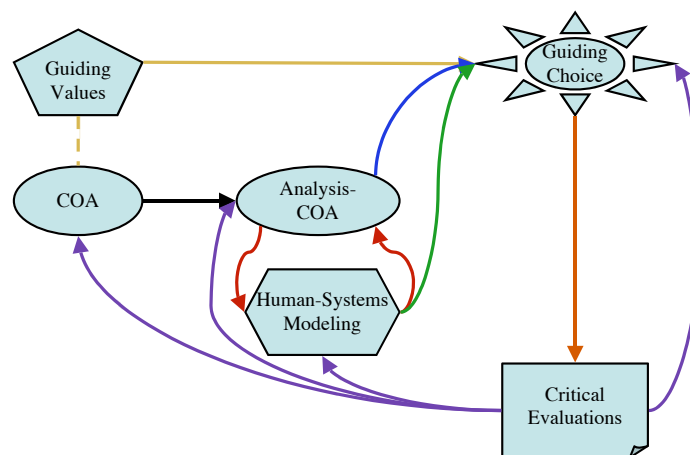 Guiding
Values
Guiding
Choice
COA
Analysis-
COA
Human-Systems
Modeling
Critical
Evaluations